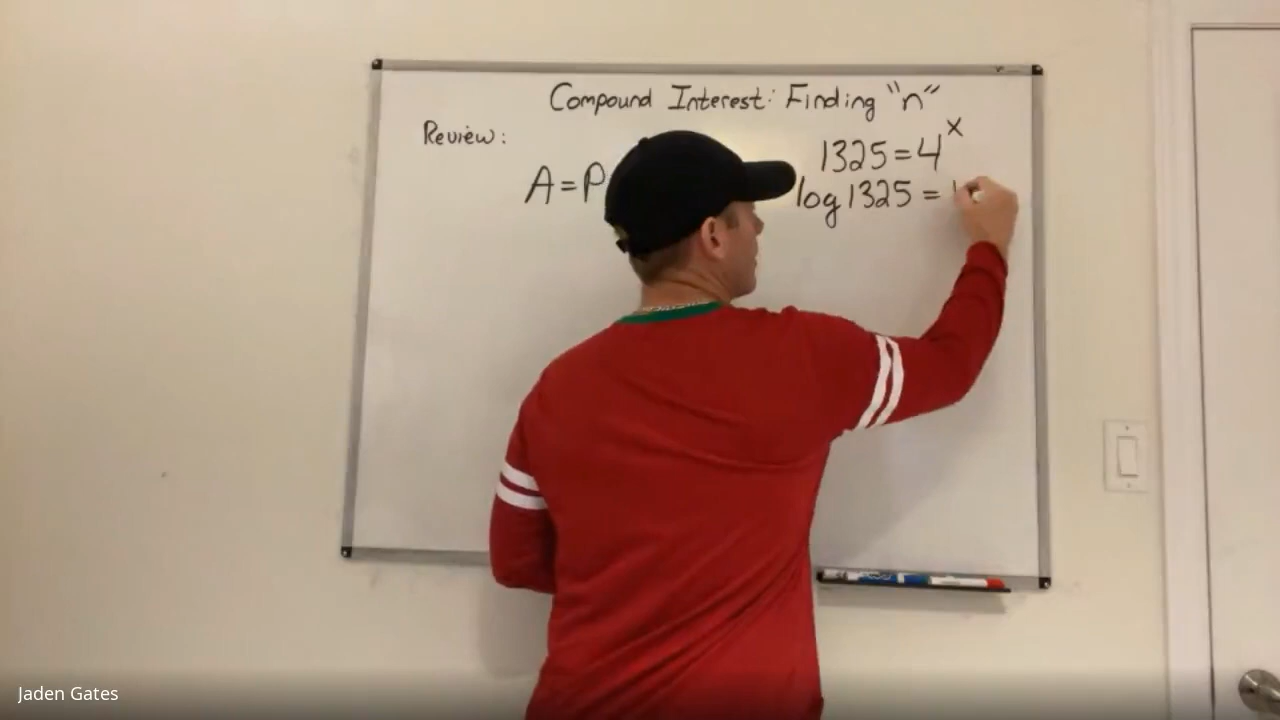 Compound Interest: Finding "n"
Review:
A=P
1325=4^x
log1325 =
Jaden Gates